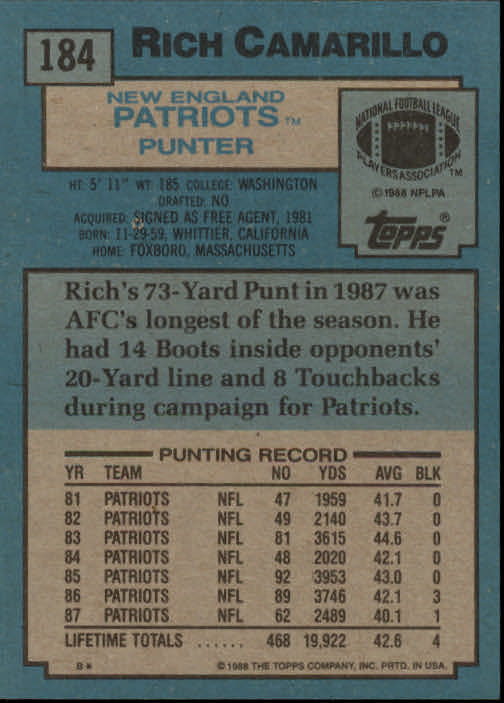 184
RICH CAMARILLO
NEW ENGLAND
PATRIOTS™
PUNTER
NATIONAL FOOTBALL LEAGUE
PLAYERS ASSOCIATION™
©1988 NFLPA
Topps®
HT: 5' 11" WT: 185 COLLEGE: WASHINGTON
DRAFTED: NO
ACQUIRED: SIGNED AS FREE AGENT, 1981
BORN: 11-29-59, WHITTIER, CALIFORNIA
HOME: FOXBORO, MASSACHUSETTS
Rich's 73-Yard Punt in 1987 was
AFC's longest of the season. He
had 14 Boots inside opponents'
20-Yard line and 8 Touchbacks
during campaign for Patriots.
PUNTING RECORD
YR TEAM NO YDS AVG BLK
81 PATRIOTS NFL 47 1959 41.7 0
82 PATRIOTS NFL 49 2140 43.7 0
83 PATRIOTS NFL 81 3615 44.6 0
84 PATRIOTS NFL 48 2020 42.1 0
85 PATRIOTS NFL 92 3953 43.0 0
86 PATRIOTS NFL 89 3746 42.1 3
87 PATRIOTS NFL 62 2489 40.1 1
LIFETIME TOTALS ...... 468 19,922 42.6 4
B* ©1988 THE TOPPS COMPANY, INC. PRTD. IN USA.